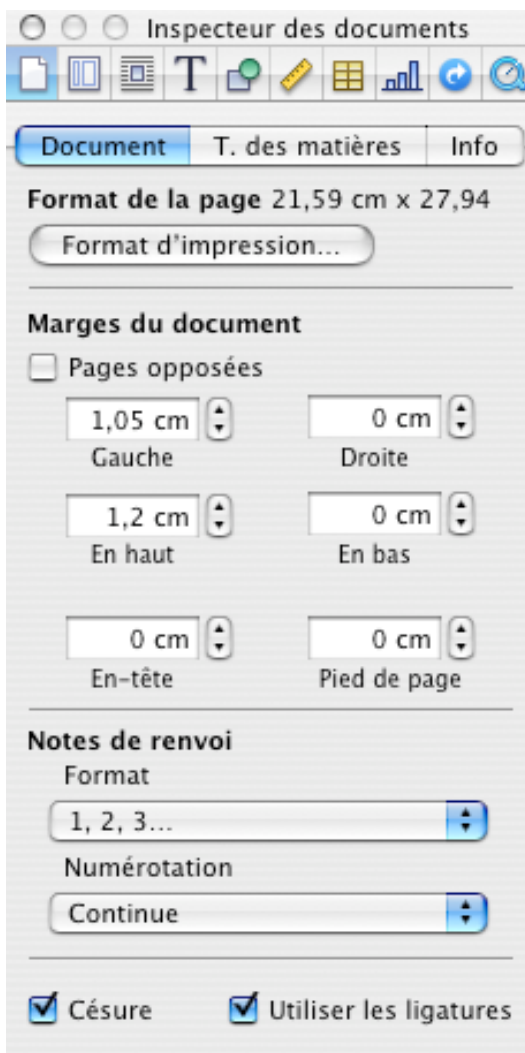 Inspecteur des documents
T
Document T. des matières Info
Format de la page 21,59 cm x 27,94
Format d’impression...
Marges du document
Pages opposées
1,05 cm 0 cm
Gauche Droite
1,2 cm 0 cm
En haut En bas
0 cm 0 cm
En-tête Pied de page
Notes de renvoi
Format
1, 2, 3...
Numérotation
Continue
Césure Utiliser les ligatures